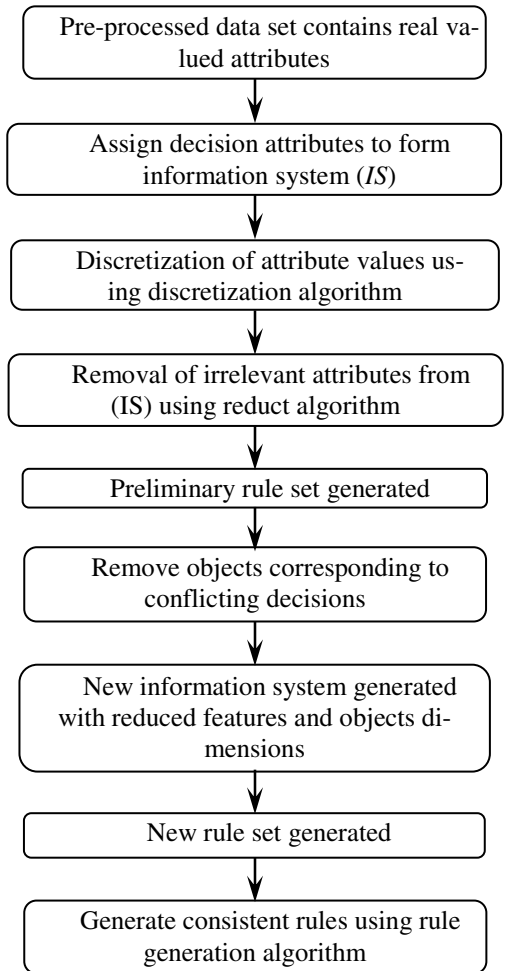 Pre-processed data set contains real va-
lued attributes
Assign decision attributes to form
information system (IS)
Discretization of attribute values us-
ing discretization algorithm
Removal of irrelevant attributes from
(IS) using reduct algorithm
Preliminary rule set generated
Remove objects corresponding to
conflicting decisions
New information system generated
with reduced features and objects di-
mensions
New rule set generated
Generate consistent rules using rule
generation algorithm